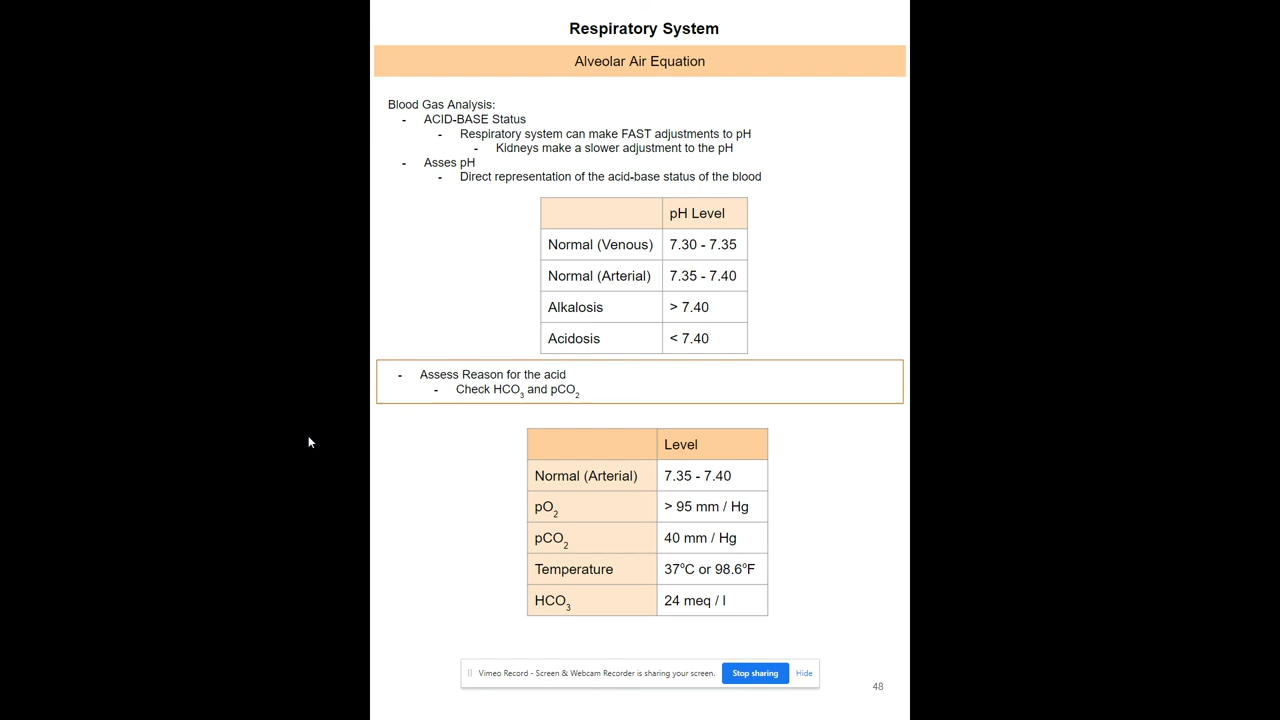 Respiratory System
Alveolar Air Equation
Blood Gas Analysis:
- ACID-BASE Status
- Respiratory system can make FAST adjustments to pH
- Kidneys make a slower adjustment to the pH
- Asses pH
- Direct representation of the acid-base status of the blood
pH Level
Normal (Venous) 7.30 - 7.35
Normal (Arterial) 7.35 - 7.40
Alkalosis > 7.40
Acidosis < 7.40
- Assess Reason for the acid
- Check HCO3 and pCO2
Level
Normal (Arterial) 7.35 - 7.40
pO2 > 95 mm / Hg
pCO2 40 mm / Hg
Temperature 37°C or 98.6°F
HCO3 24 meq / l
Vimeo Record - Screen & Webcam Recorder is sharing your screen. Stop sharing Hide
48